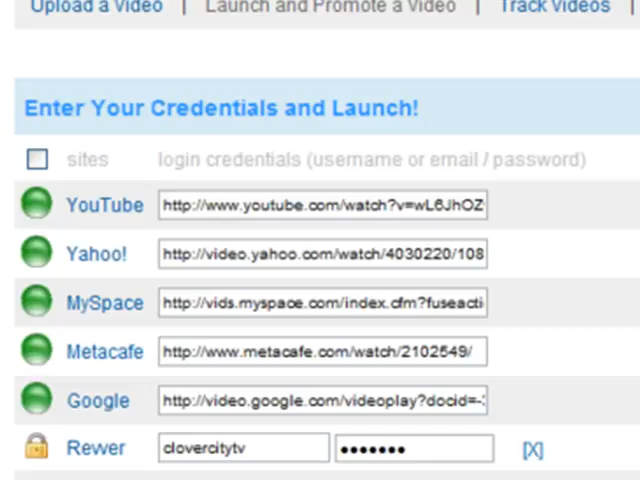 Upload a Video | Launch and Promote a Video | Track Videos |
Enter Your Credentials and Launch!
sites login credentials (username or email / password)
YouTube http://www.youtube.com/watch?v=wL6JhOZ
Yahoo! http://video.yahoo.com/watch/4030220/108
MySpace http://vids.myspace.com/index.cfm?fuseacti
Metacafe http://www.metacafe.com/watch/2102549/
Google http://video.google.com/videoplay?docid=-
Revver clovercitytv ••••••• [X]